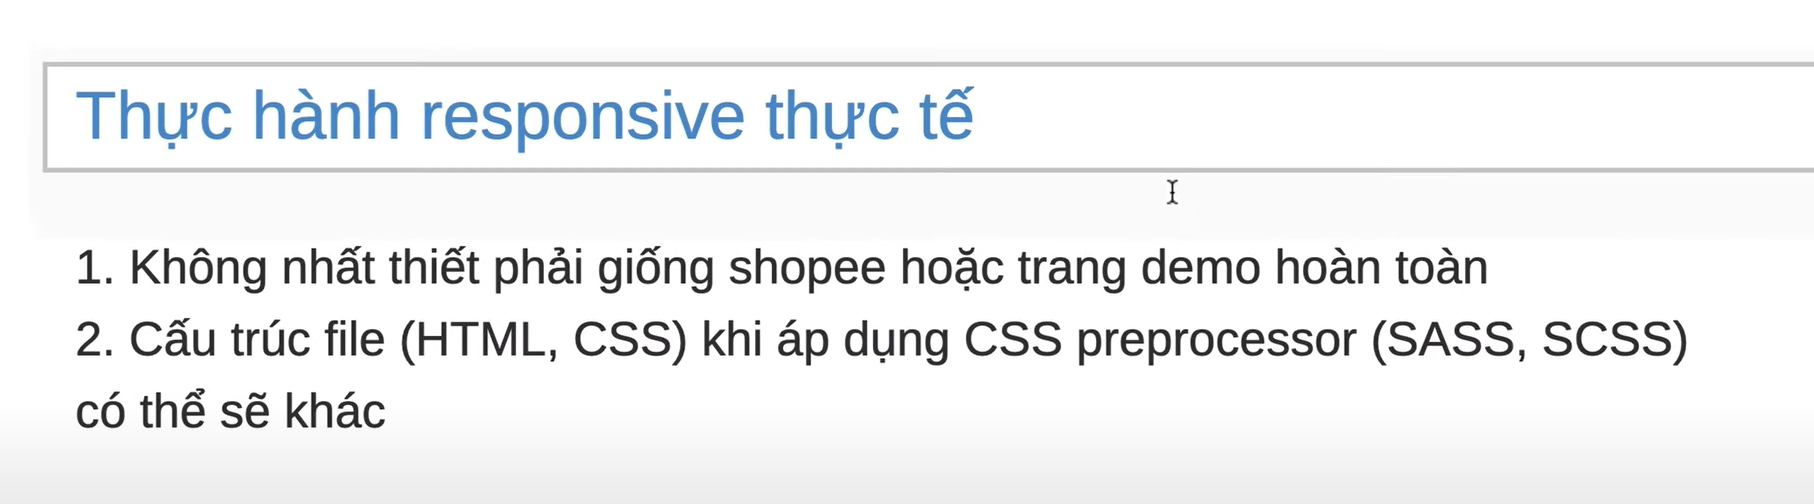 Thực hành responsive thực tế
1. Không nhất thiết phải giống shopee hoặc trang demo hoàn toàn
2. Cấu trúc file (HTML, CSS) khi áp dụng CSS preprocessor (SASS, SCSS)
có thể sẽ khác